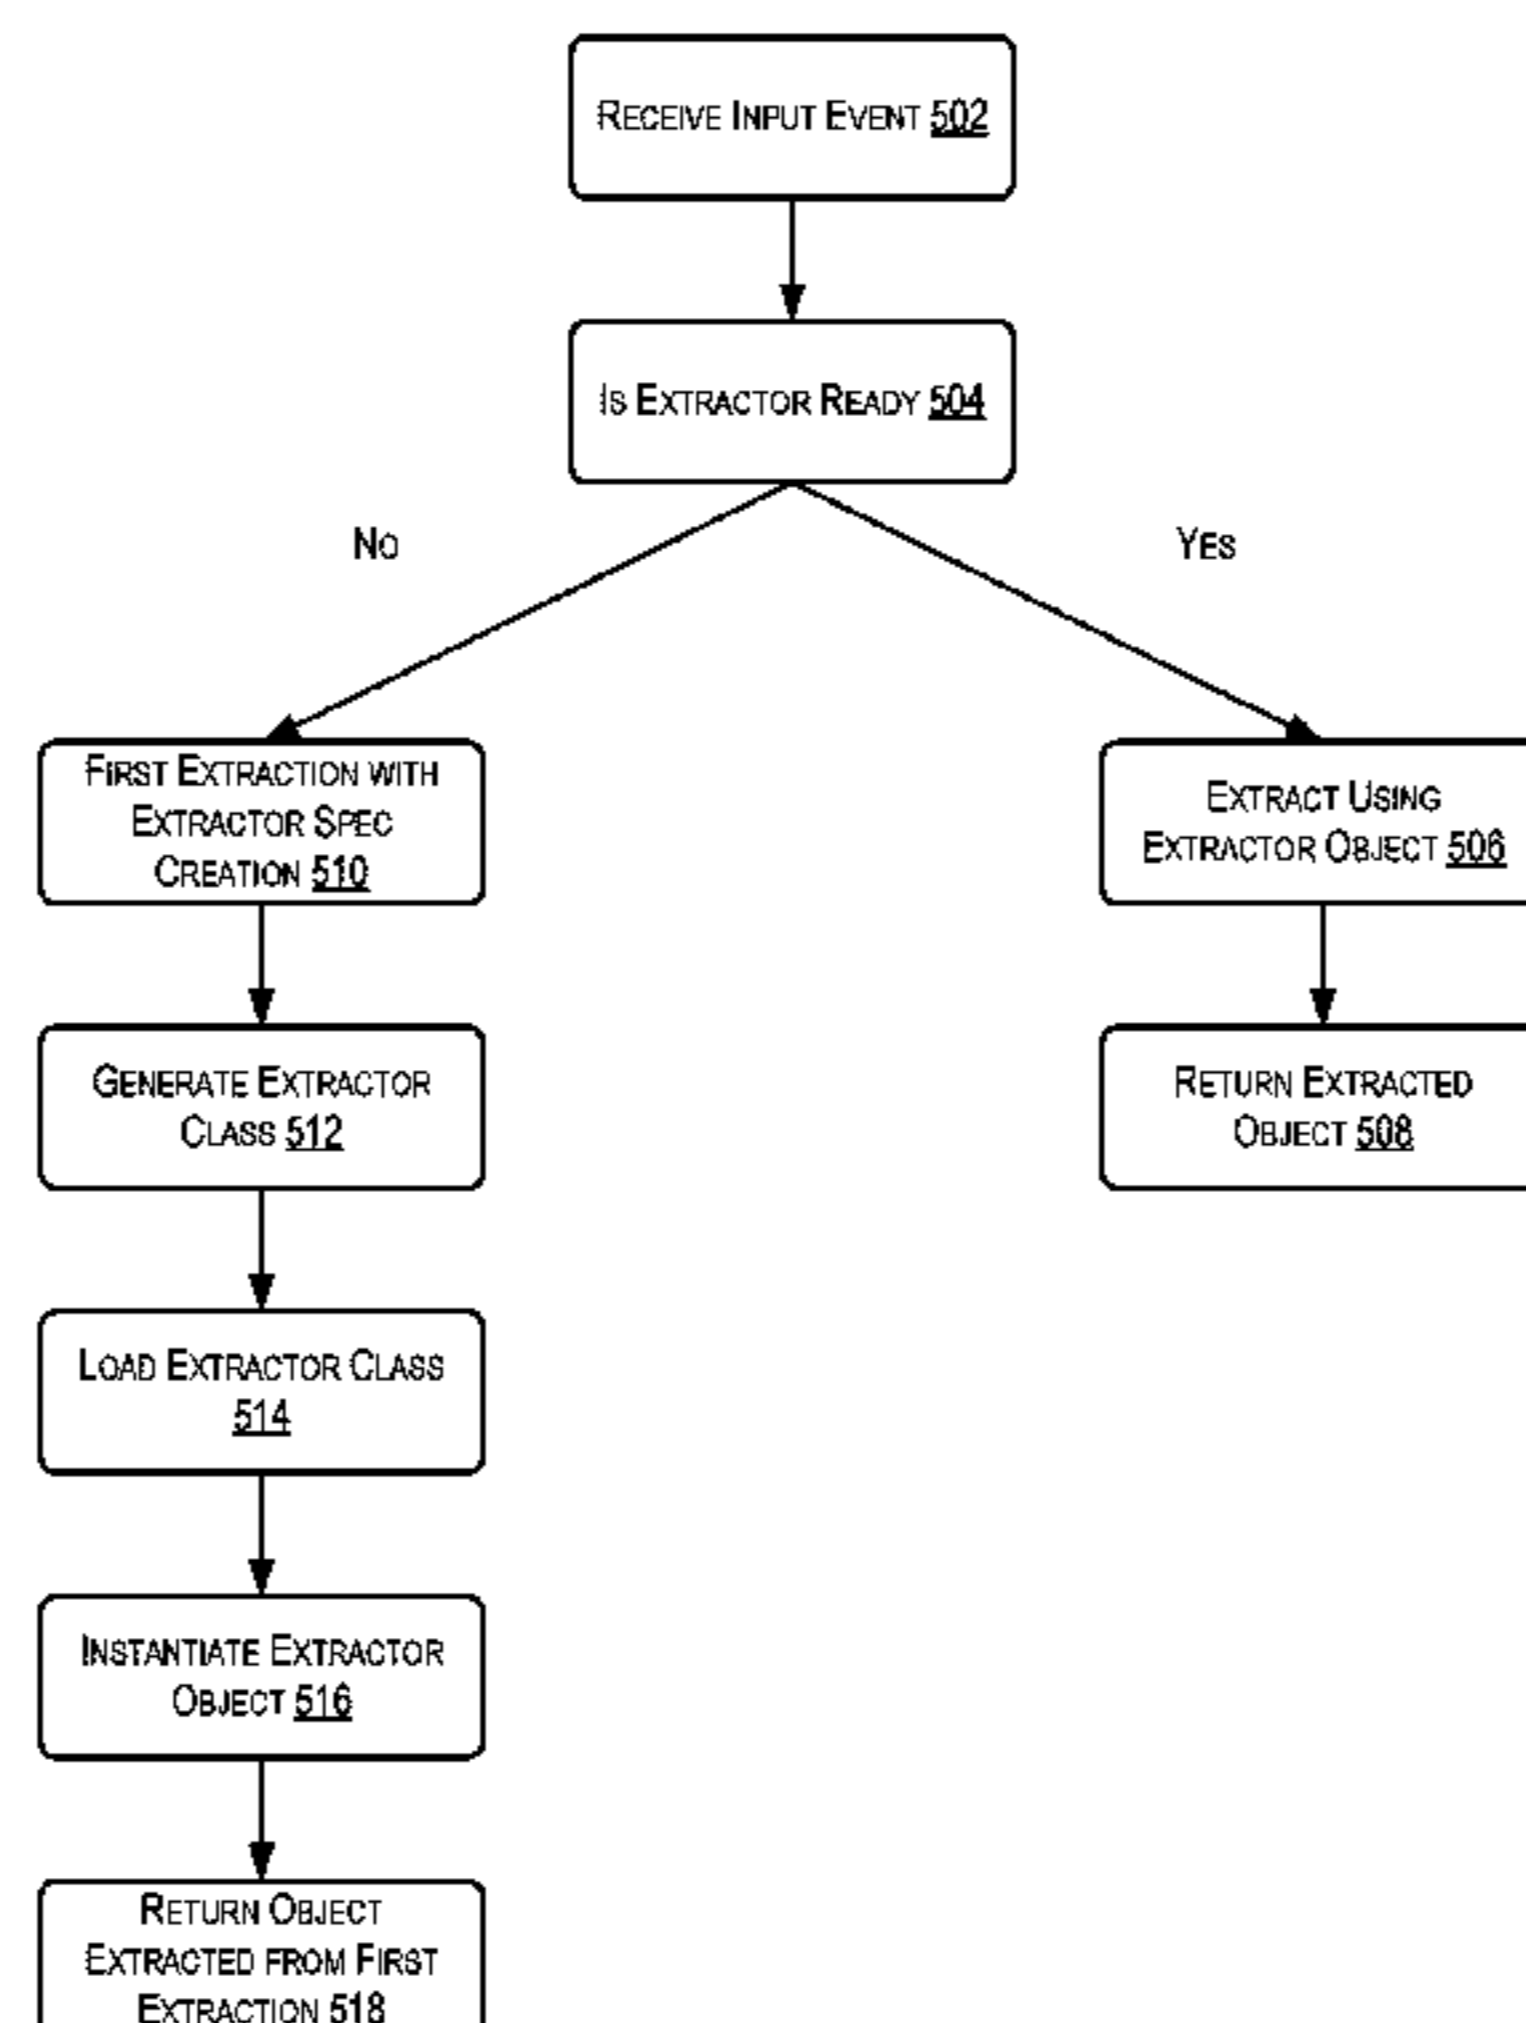 RECEIVE INPUT EVENT 502
IS EXTRACTOR READY 504
NO
YES
FIRST EXTRACTION WITH
EXTRACTOR SPEC
CREATION 510
EXTRACT USING
EXTRACTOR OBJECT 506
GENERATE EXTRACTOR
CLASS 512
RETURN EXTRACTED
OBJECT 508
LOAD EXTRACTOR CLASS
514
INSTANTIATE EXTRACTOR
OBJECT 516
RETURN OBJECT
EXTRACTED FROM FIRST
EXTRACTION 518